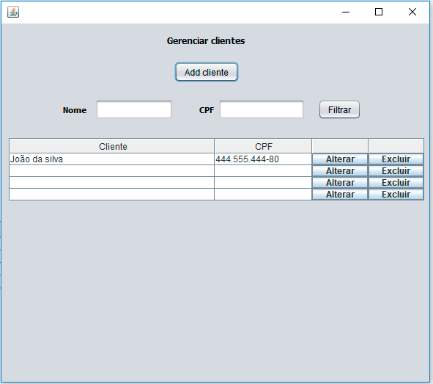 Gerenciar clientes
Add cliente
Nome CPF Filtrar
Cliente CPF
João da silva 444.555.444-80 Alterar Excluir
Alterar Excluir
Alterar Excluir
Alterar Excluir